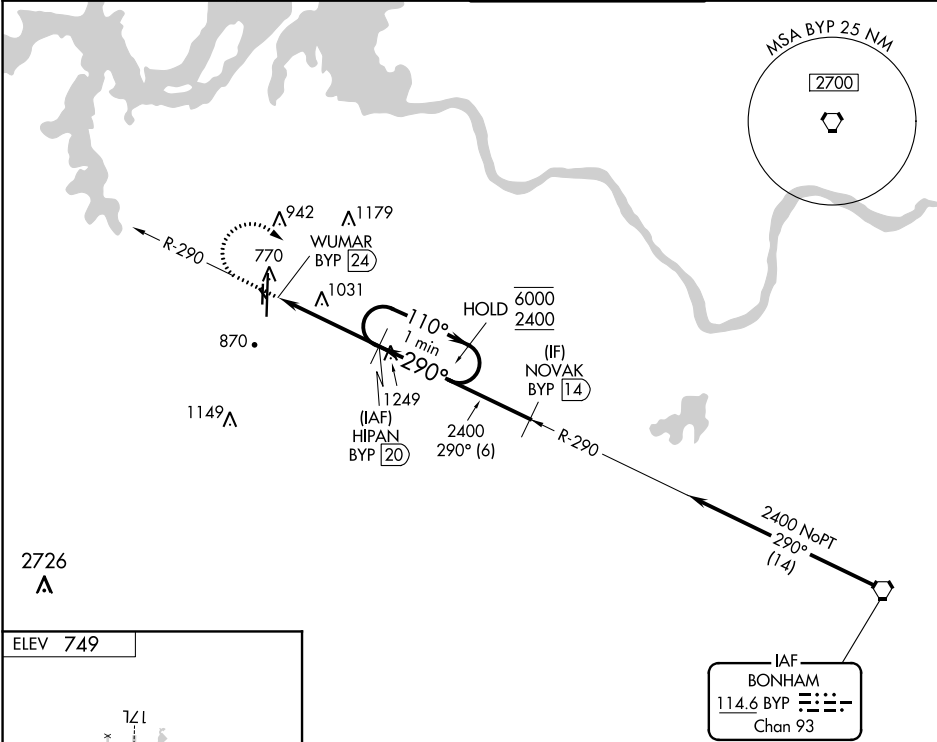 MSA BYP 25 NM
2700
942
1179
R-290
770
WUMAR
BYP 24
1031
HOLD 6000
2400
110°
1 min
290°
870
(IF)
NOVAK
BYP 14
1249
1149
(IAF)
HIPAN
BYP 20
2400
290° (6)
R-290
2400 NoPT
290°
(14)
2726
ELEV 749
17L
IAF
BONHAM
114.6 BYP
Chan 93